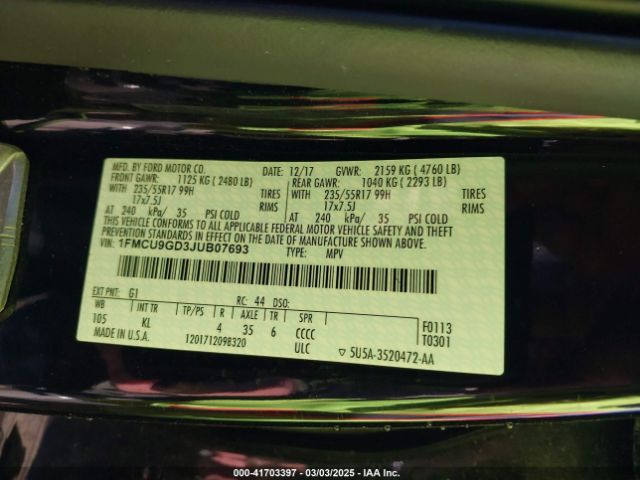 MFG. BY FORD MOTOR CO. DATE: 12/17 GVWR: 2159 KG (4760 LB)
FRONT GAWR: 1125 KG (2480 LB) REAR GAWR: 1040 KG (2293 LB)
WITH 235/55R17 99H TIRES WITH 235/55R17 99H TIRES
17x7.5J RIMS 17x7.5J RIMS
AT 240 kPa/ 35 PSI COLD AT 240 kPa/ 35 PSI COLD
THIS VEHICLE CONFORMS TO ALL APPLICABLE FEDERAL MOTOR VEHICLE SAFETY AND THEFT
PREVENTION STANDARDS IN EFFECT ON THE DATE OF MANUFACTURE SHOWN ABOVE.
VIN: 1FMCU9GD3JUB07693
TYPE: MPV
EXT PNT: G1 RC: 44 DSO:
WB INT TR TP/PS R AXLE TR SPR
105 KL 4 35 6 CCCC F0113
MADE IN U.S.A. 120171209B320 ULC T0301
▽ 5U5A-3520472-AA
000-41703397 - 03/03/2025 - IAA Inc.